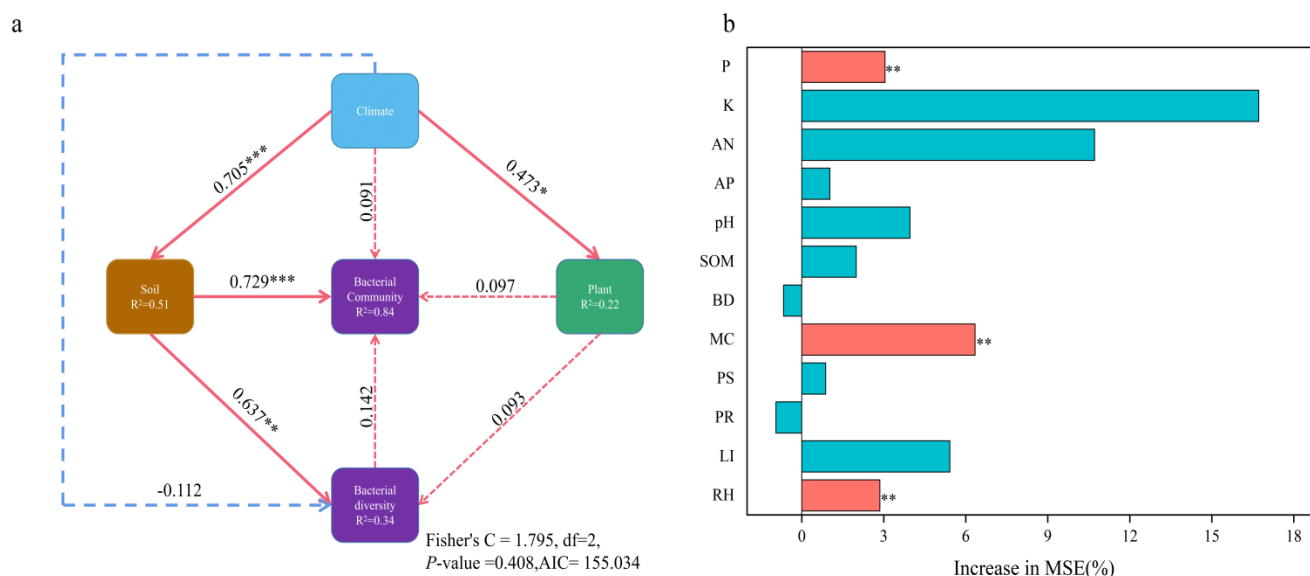 a
Climate
0.705***
0.473*
0.091
Soil
R²=0.51
0.729***
Bacterial
Community
R²=0.84
0.097
Plant
R²=0.22
0.637**
0.142
0.093
-0.112
Bacterial
diversity
R²=0.34
Fisher's C = 1.795, df=2,
P-value =0.408,AIC= 155.034
b
P
**
K
AN
AP
pH
SOM
BD
MC
**
PS
PR
LI
RH
**
0 3 6 9 12 15 18
Increase in MSE(%)